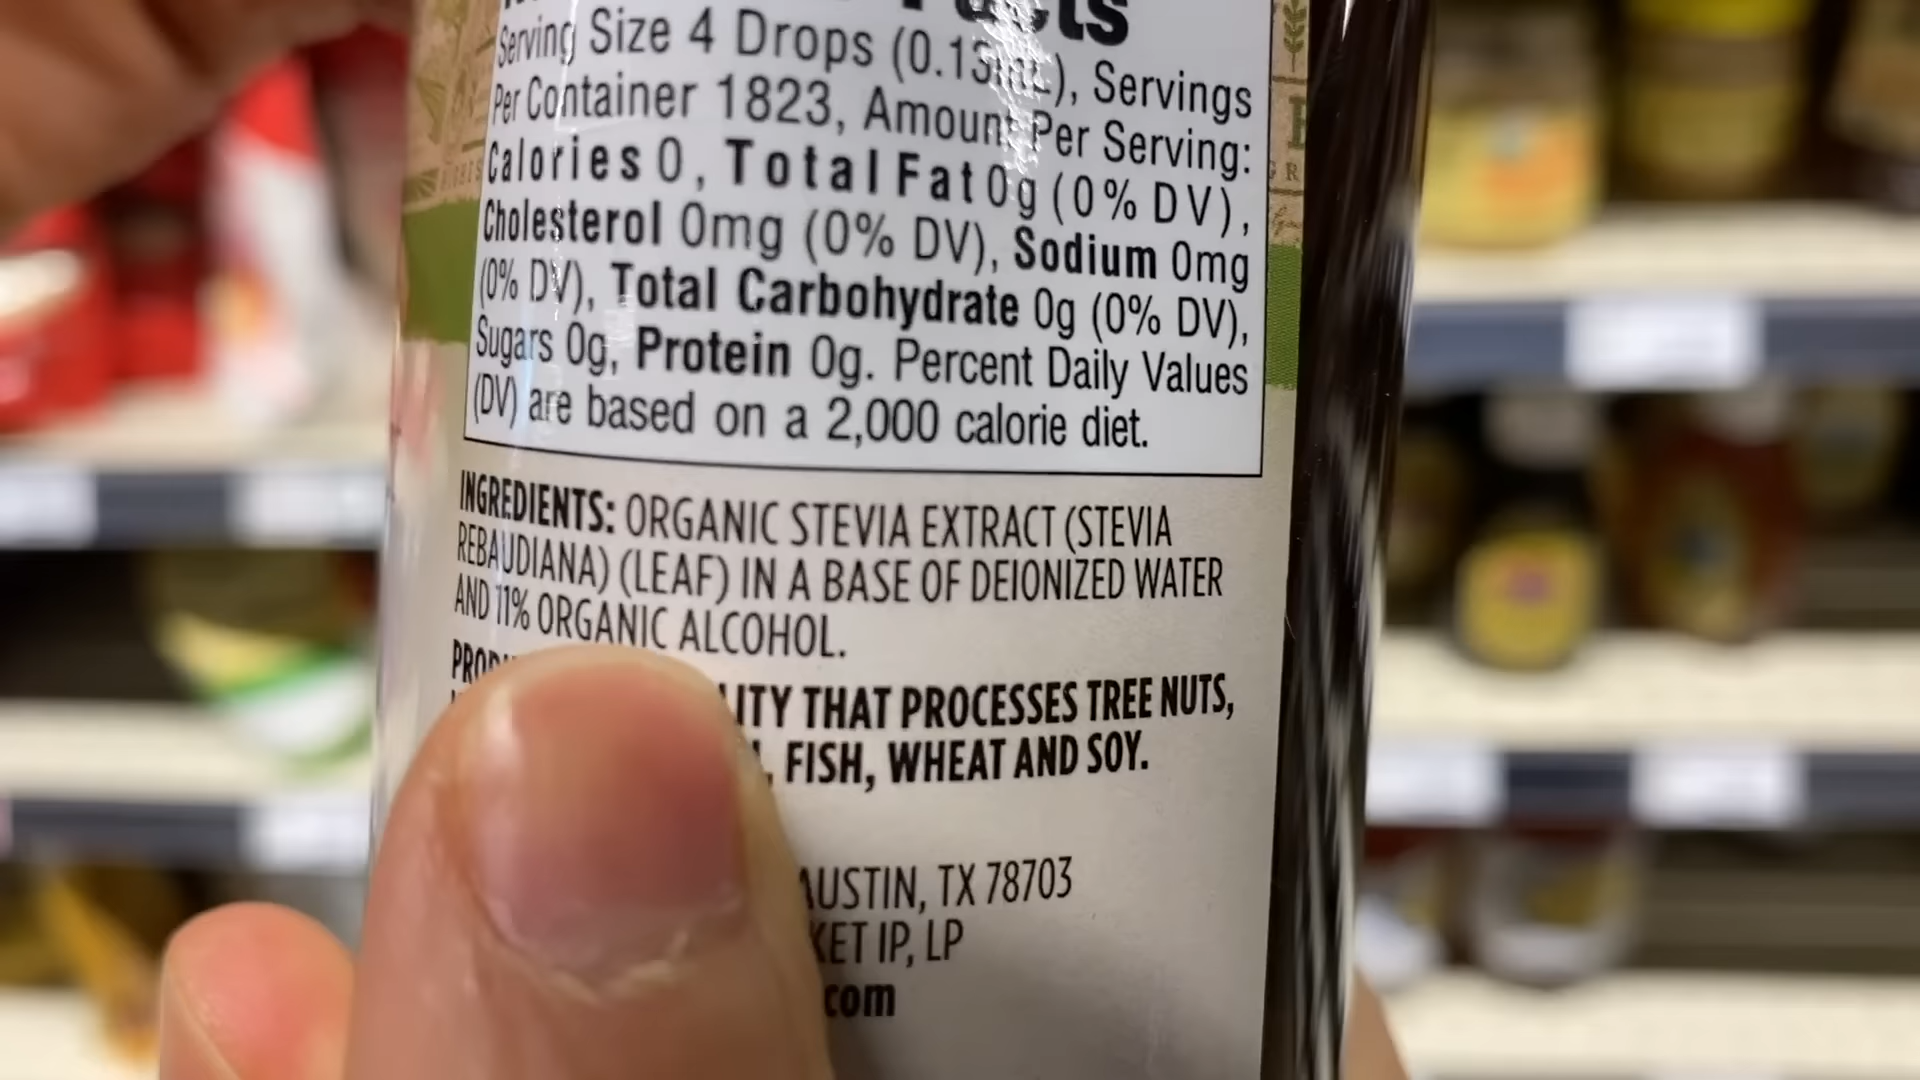 Facts
Serving Size 4 Drops (0.13mL), Servings
Per Container 1823, Amount Per Serving:
Calories 0, Total Fat 0g (0% DV),
Cholesterol 0mg (0% DV), Sodium 0mg
(0% DV), Total Carbohydrate 0g (0% DV),
Sugars 0g, Protein 0g. Percent Daily Values
(DV) are based on a 2,000 calorie diet.
INGREDIENTS: ORGANIC STEVIA EXTRACT (STEVIA
REBAUDIANA) (LEAF) IN A BASE OF DEIONIZED WATER
AND 11% ORGANIC ALCOHOL.
THAT PROCESSES TREE NUTS,
FISH, WHEAT AND SOY.
AUSTIN, TX 78703
IP, LP
com